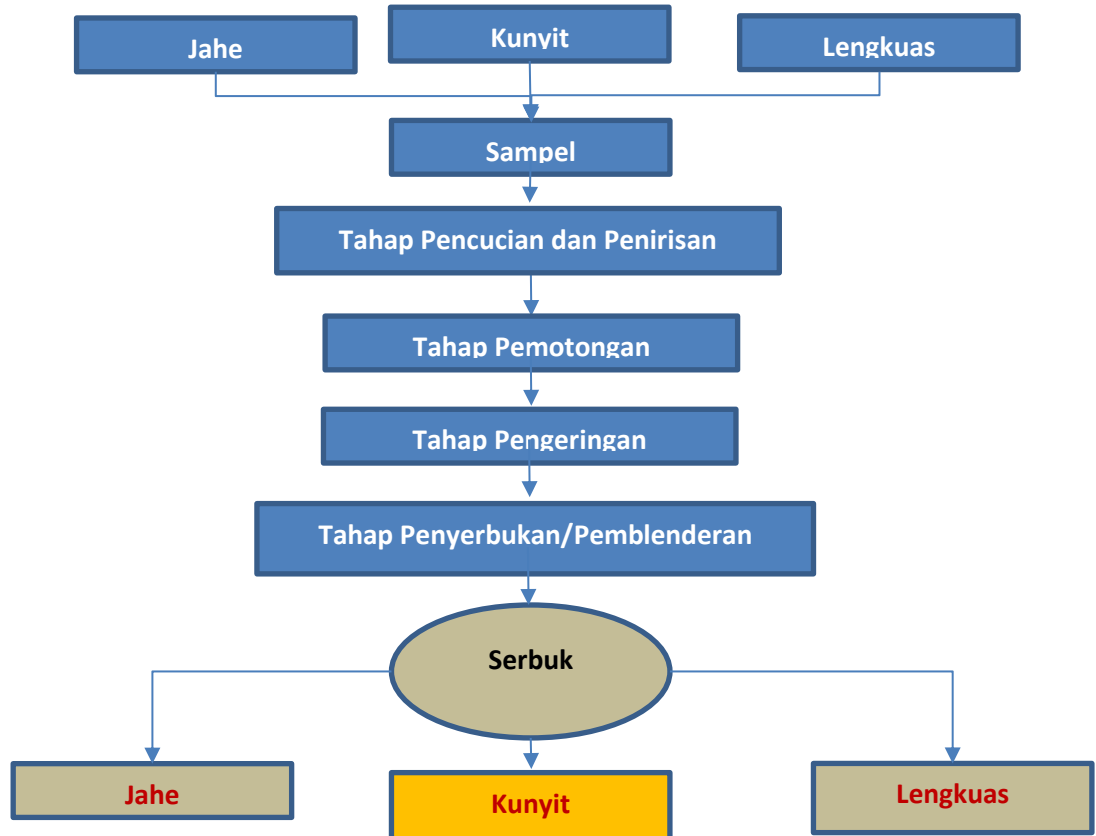 Jahe
Kunyit
Lengkuas
Sampel
Tahap Pencucian dan Penirisan
Tahap Pemotongan
Tahap Pengeringan
Tahap Penyerbukan/Pemblenderan
Serbuk
Jahe
Kunyit
Lengkuas